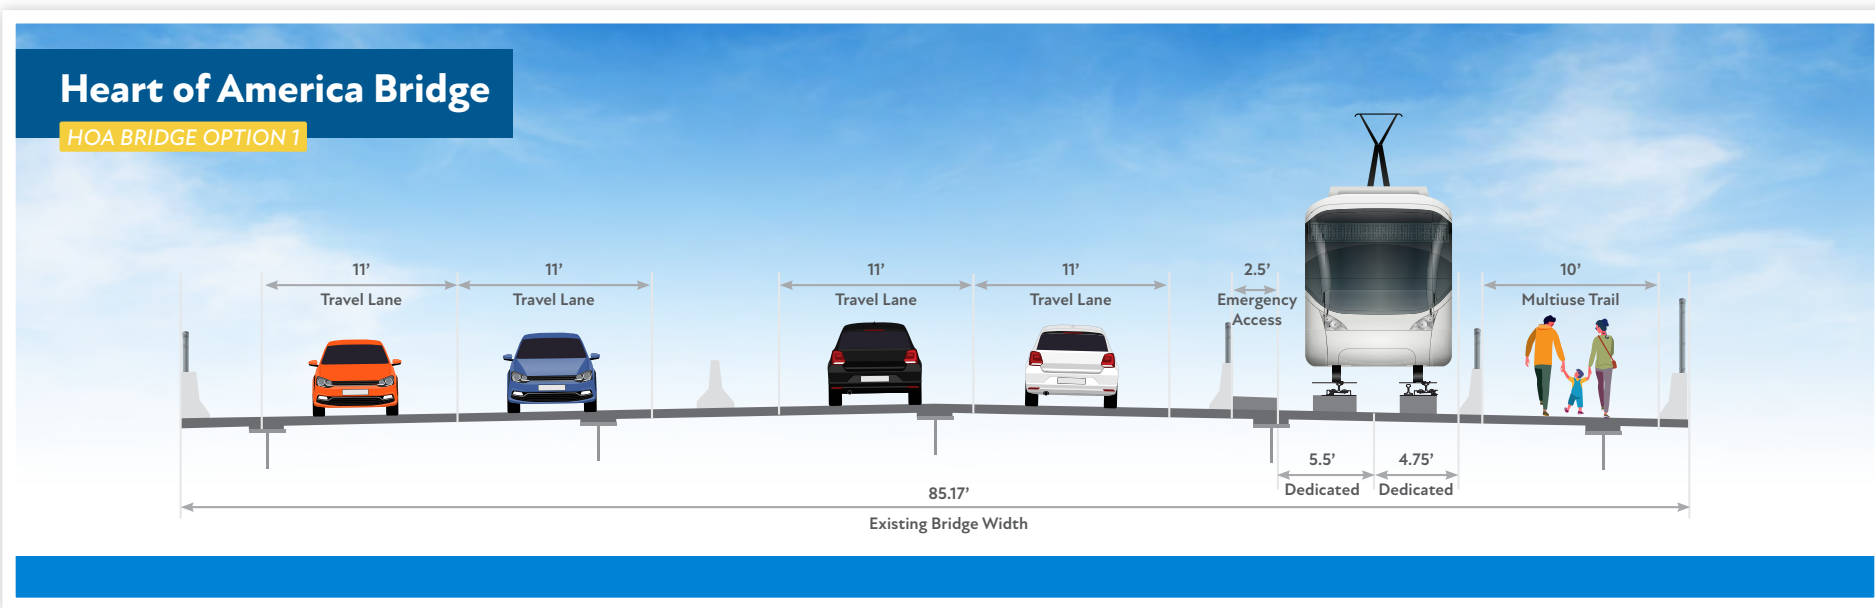 Heart of America Bridge
HOA BRIDGE OPTION 1
11’
Travel Lane
11’
Travel Lane
11’
Travel Lane
11’
Travel Lane
2.5’
Emergency
Access
10’
Multiuse Trail
5.5’
Dedicated
4.75’
Dedicated
85.17’
Existing Bridge Width